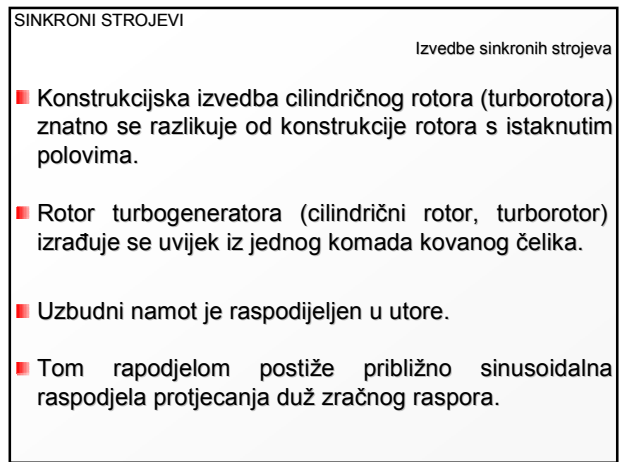 SINKRONI STROJEVI
Izvedbe sinkronih strojeva
Konstrukcijska izvedba cilindričnog rotora (turborotora)
znatno se razlikuje od konstrukcije rotora s istaknutim
polovima.
Rotor turbogeneratora (cilindrični rotor, turborotor)
izrađuje se uvijek iz jednog komada kovanog čelika.
Uzbudni namot je raspodijeljen u utore.
Tom rapodjelom postiže približno sinusoidalna
raspodjela protjecanja duž zračnog raspora.